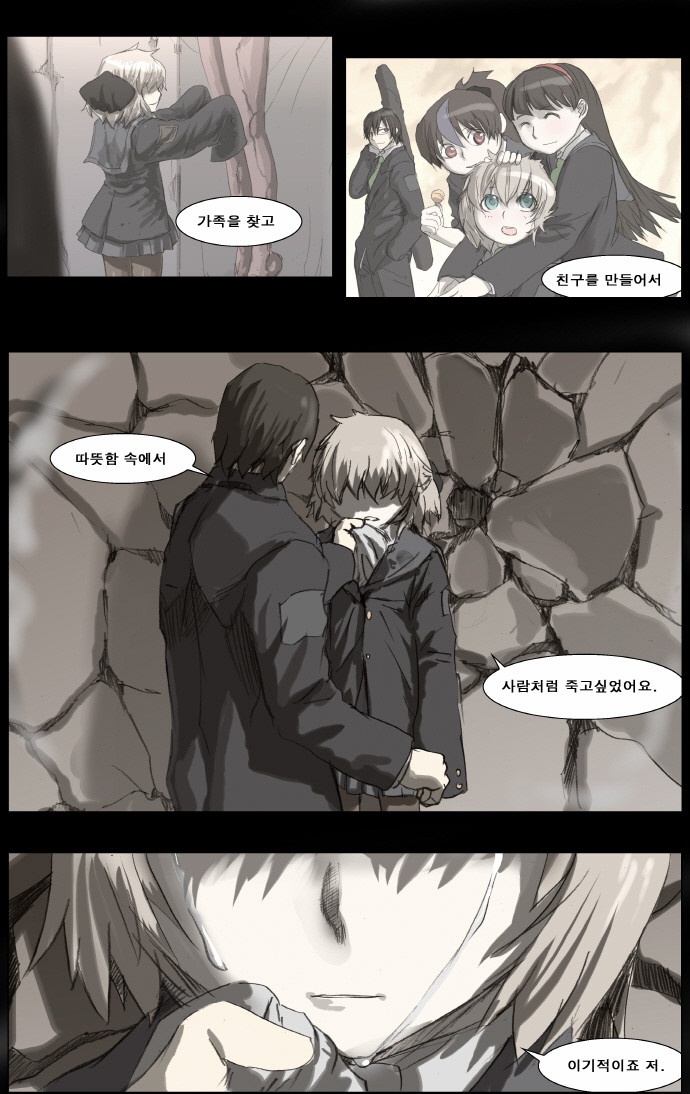 가족을 찾고
친구를 만들어서
따뜻함 속에서
사람처럼 죽고싶었어요.
이기적이죠 저.